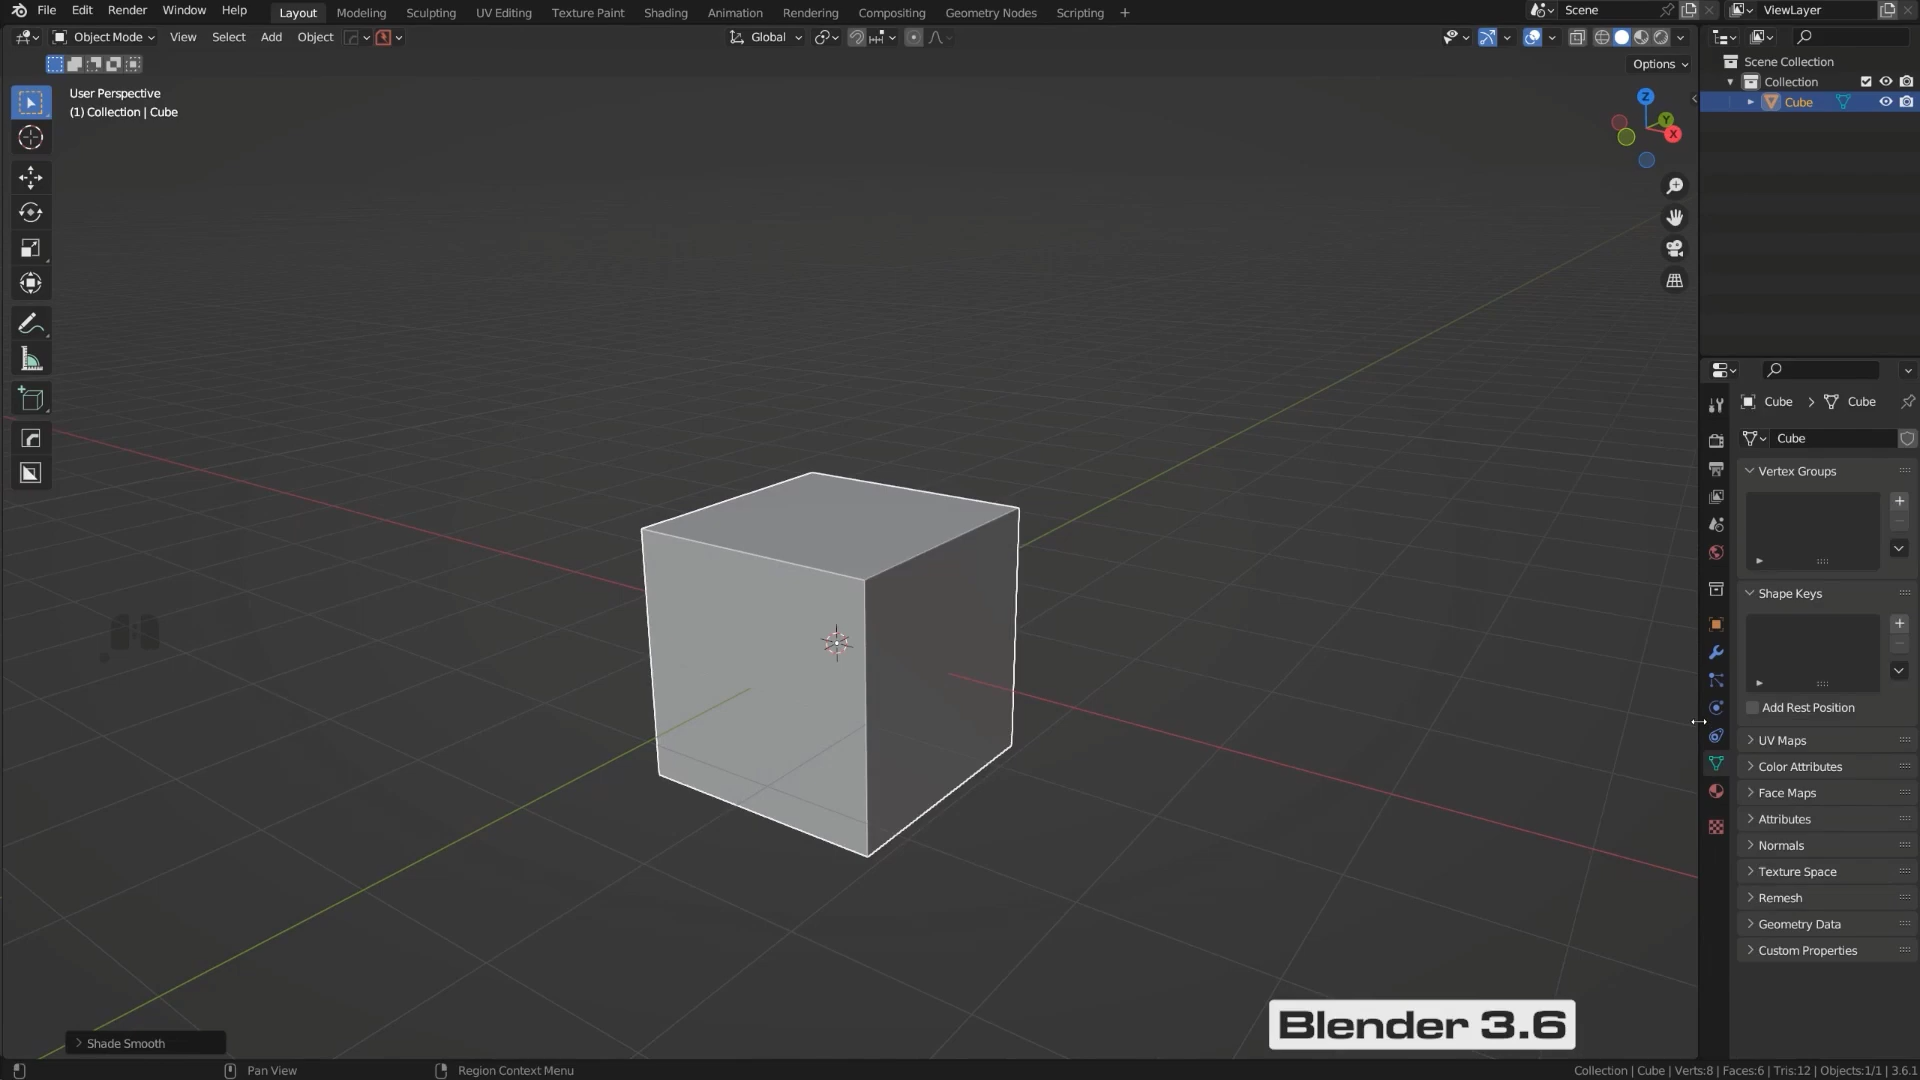 File Edit Render Window Help Layout Modeling Sculpting UV Editing Texture Paint Shading Animation Rendering Compositing Geometry Nodes Scripting + Scene ViewLayer
Object Mode View Select Add Object Global
Options
User Perspective
(1) Collection | Cube
Z
Y
X
Scene Collection
Collection
Cube
Cube > Cube
Cube
Vertex Groups
Shape Keys
Add Rest Position
UV Maps
Color Attributes
Face Maps
Attributes
Normals
Texture Space
Remesh
Geometry Data
Custom Properties
Blender 3.6
Shade Smooth
Pan View Region Context Menu Collection | Cube | Verts:8 | Faces:6 | Tris:12 | Objects:1/1 | 3.6.1